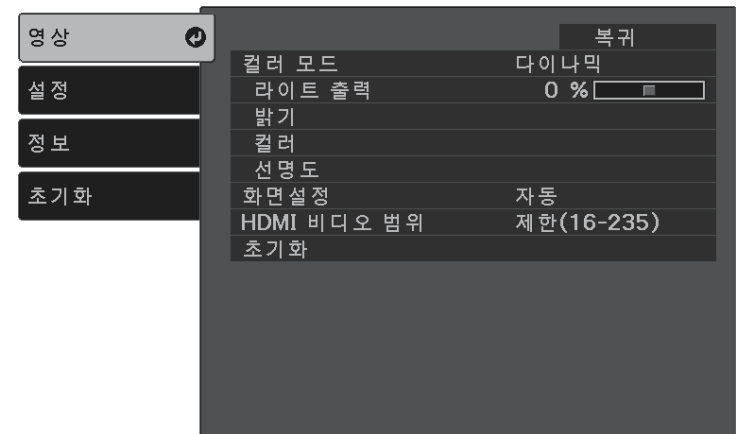 영상
설정
정보
초기화
복귀
컬러 모드 다이나믹
라이트 출력 0 %
밝기
컬러
선명도
화면설정 자동
HDMI 비디오 범위 제한(16-235)
초기화